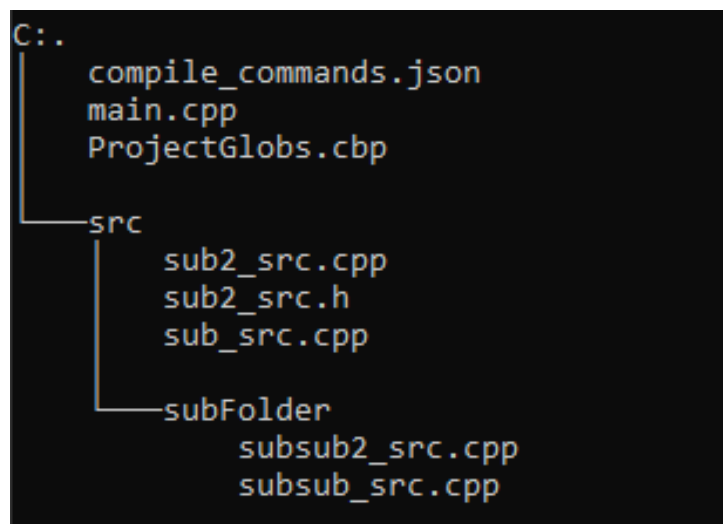 C:.
compile_commands.json
main.cpp
ProjectGlobs.cbp
src
sub2_src.cpp
sub2_src.h
sub_src.cpp
subFolder
subsub2_src.cpp
subsub_src.cpp